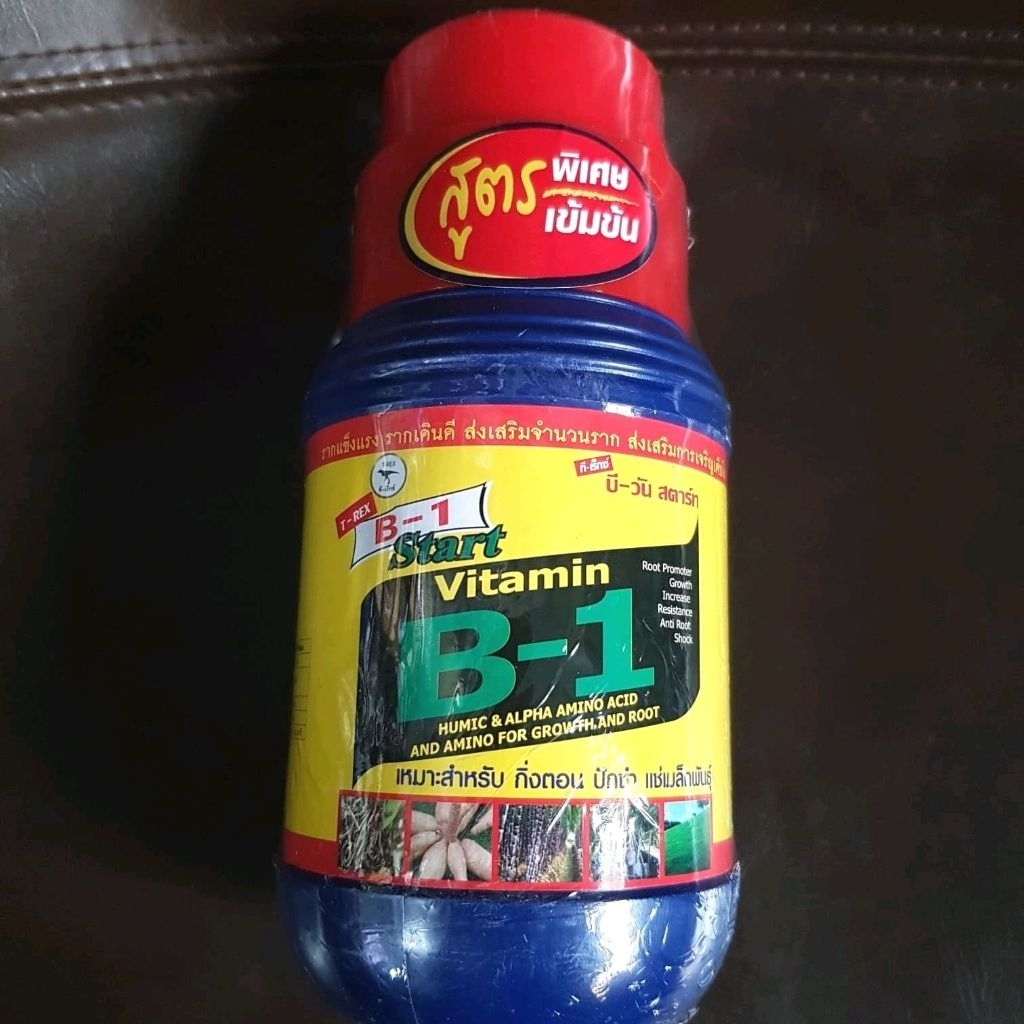 สูตร พิเศษ
เข้มข้น
รากแข็งแรง รากเดินดี ส่งเสริมจำนวนราก ส่งเสริมการเจริญเติบ
T-REX
ที-เร็กซ์
ที-เร็กซ์
บี-วัน สตาร์ท
T-REX
B-1
Start
Vitamin
B-1
Root Promoter
Growth
Increase
Resistance
Anti Root
Shock
HUMIC & ALPHA AMINO ACID
AND AMINO FOR GROWTH.AND ROOT
เหมาะสำหรับ กิ่งตอน ปักชำ แช่เมล็ดพันธุ์